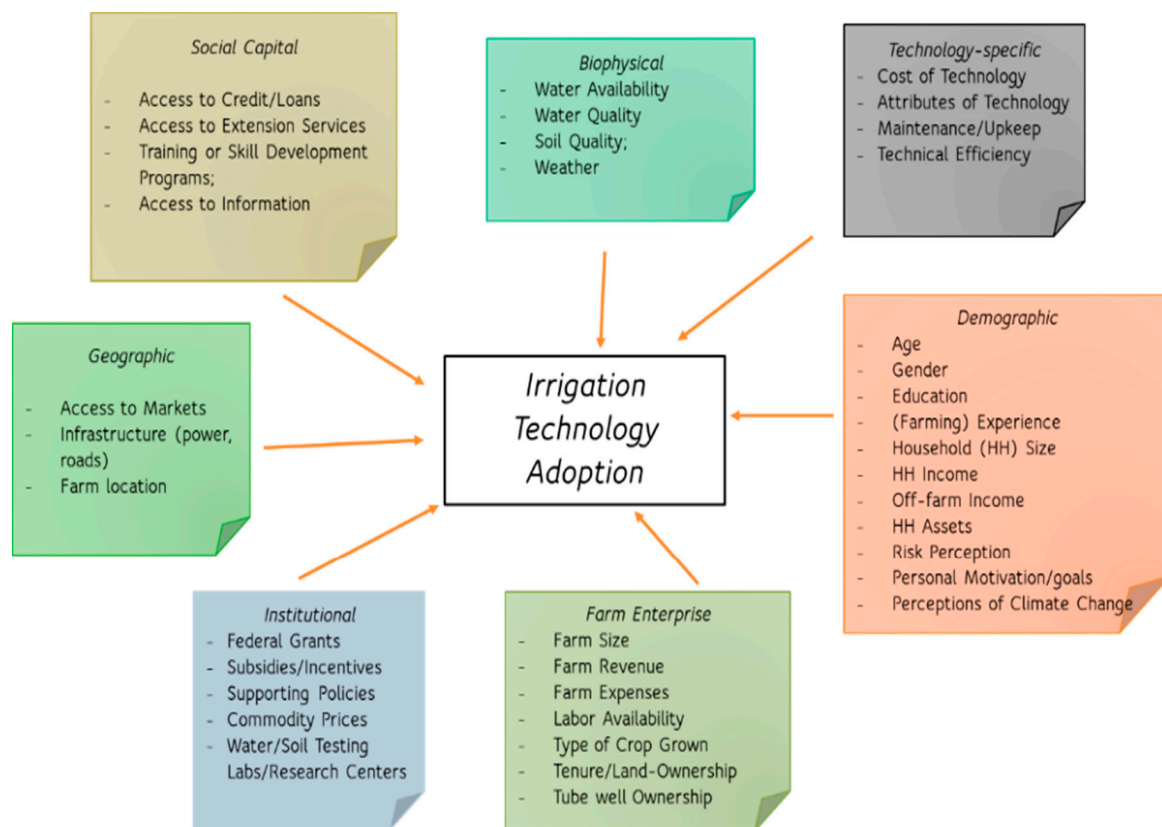 Social Capital
- Access to Credit/Loans
- Access to Extension Services
- Training or Skill Development
Programs;
- Access to Information
Biophysical
- Water Availability
- Water Quality
- Soil Quality;
- Weather
Technology-specific
- Cost of Technology
- Attributes of Technology
- Maintenance/Upkeep
- Technical Efficiency
Geographic
- Access to Markets
- Infrastructure (power,
roads)
- Farm location
Irrigation
Technology
Adoption
Demographic
- Age
- Gender
- Education
- (Farming) Experience
- Household (HH) Size
- HH Income
- Off-farm Income
- HH Assets
- Risk Perception
- Personal Motivation/goals
- Perceptions of Climate Change
Institutional
- Federal Grants
- Subsidies/Incentives
- Supporting Policies
- Commodity Prices
- Water/Soil Testing
Labs/Research Centers
Farm Enterprise
- Farm Size
- Farm Revenue
- Farm Expenses
- Labor Availability
- Type of Crop Grown
- Tenure/Land-Ownership
- Tube well Ownership